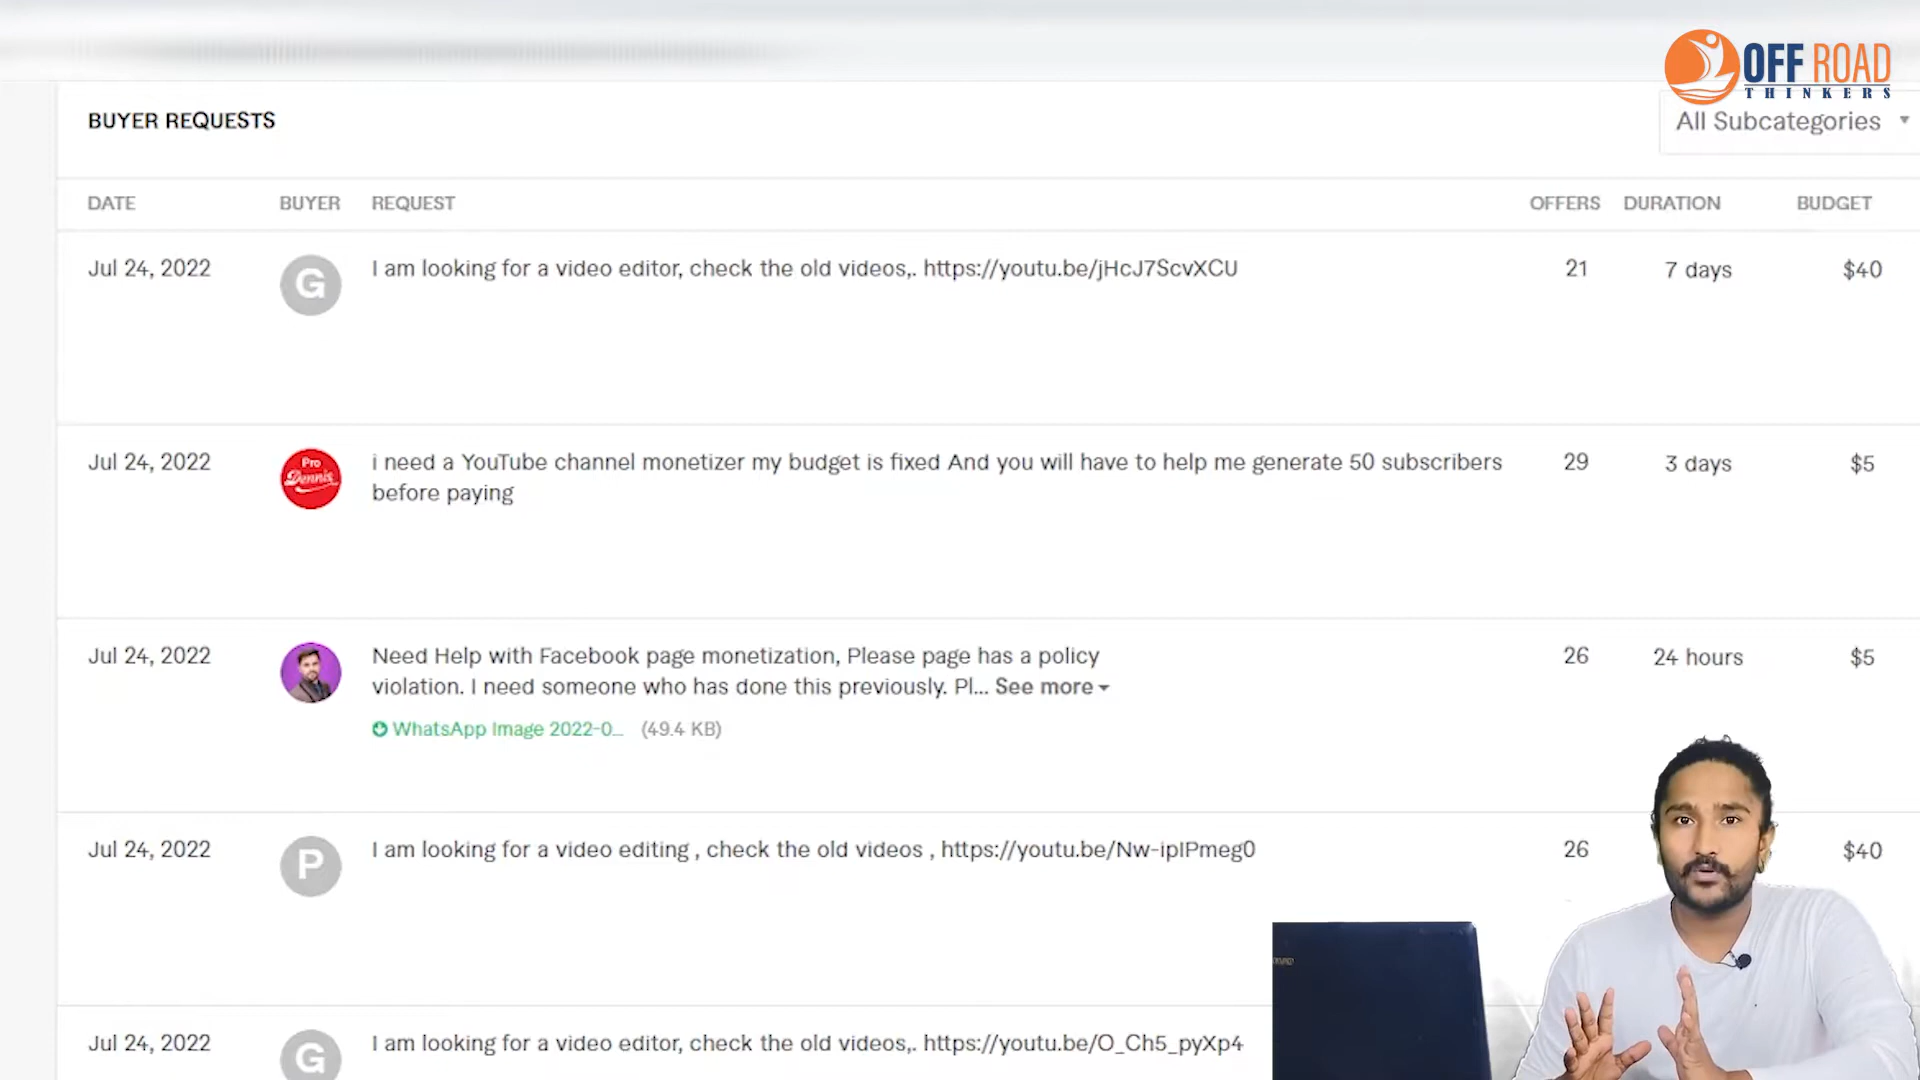 OFF ROAD
THINKERS
BUYER REQUESTS
All Subcategories
DATE BUYER REQUEST OFFERS DURATION BUDGET
Jul 24, 2022 G I am looking for a video editor, check the old videos,. https://youtu.be/jHcJ7ScvXCU 21 7 days $40
Jul 24, 2022 Pro Dennis i need a YouTube channel monetizer my budget is fixed And you will have to help me generate 50 subscribers 29 3 days $5
before paying
Jul 24, 2022 Need Help with Facebook page monetization, Please page has a policy 26 24 hours $5
violation. I need someone who has done this previously. Pl... See more
WhatsApp Image 2022-0... (49.4 KB)
Jul 24, 2022 P I am looking for a video editing , check the old videos , https://youtu.be/Nw-ipIPmeg0 26 $40
Jul 24, 2022 G I am looking for a video editor, check the old videos,. https://youtu.be/O_Ch5_pyXp4